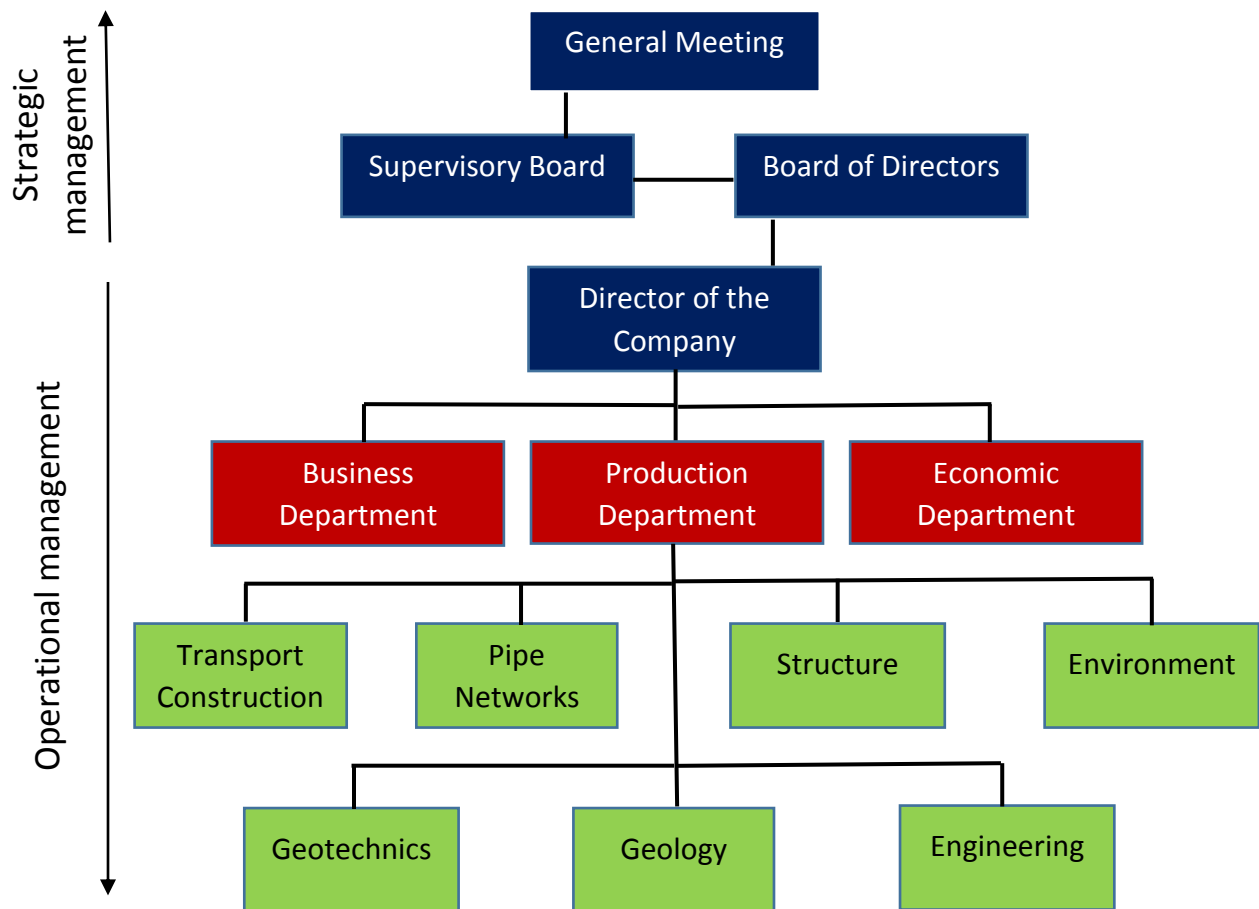 General Meeting
Strategic
management
Supervisory Board
Board of Directors
Director of the
Company
Operational management
Business
Department
Production
Department
Economic
Department
Transport
Construction
Pipe
Networks
Structure
Environment
Geotechnics
Geology
Engineering